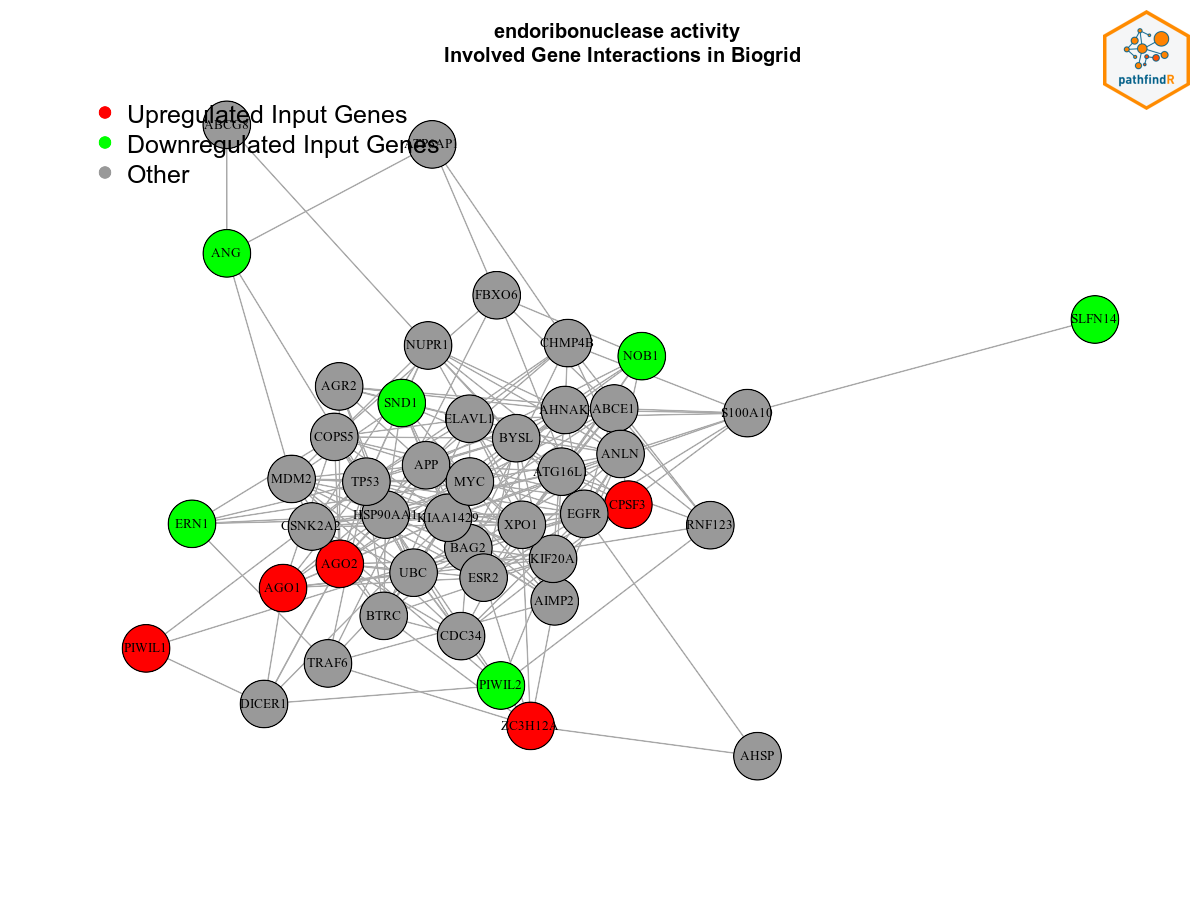 endoribonuclease activity
Involved Gene Interactions in Biogrid
pathfindR
Upregulated Input Genes
Downregulated Input Genes
Other
ABCG8
ANG
FBXO6
SLFN14
NUPR1
CHMP4B
NOB1
AGR2
SND1
ELAVL1
AHNAK
ABCE1
S100A10
COPS5
BYSL
ANLN
MDM2
TP53
APP
MYC
ATG16L1
ERN1
CSNK2A2
HSP90AA1
KIAA1429
XPO1
EGFR
CPSF3
RNF123
AGO2
BAG2
KIF20A
AGO1
UBC
ESR2
AIMP2
BTRC
CDC34
PIWIL1
TRAF6
DICER1
PIWIL2
ZC3H12A
AHSP